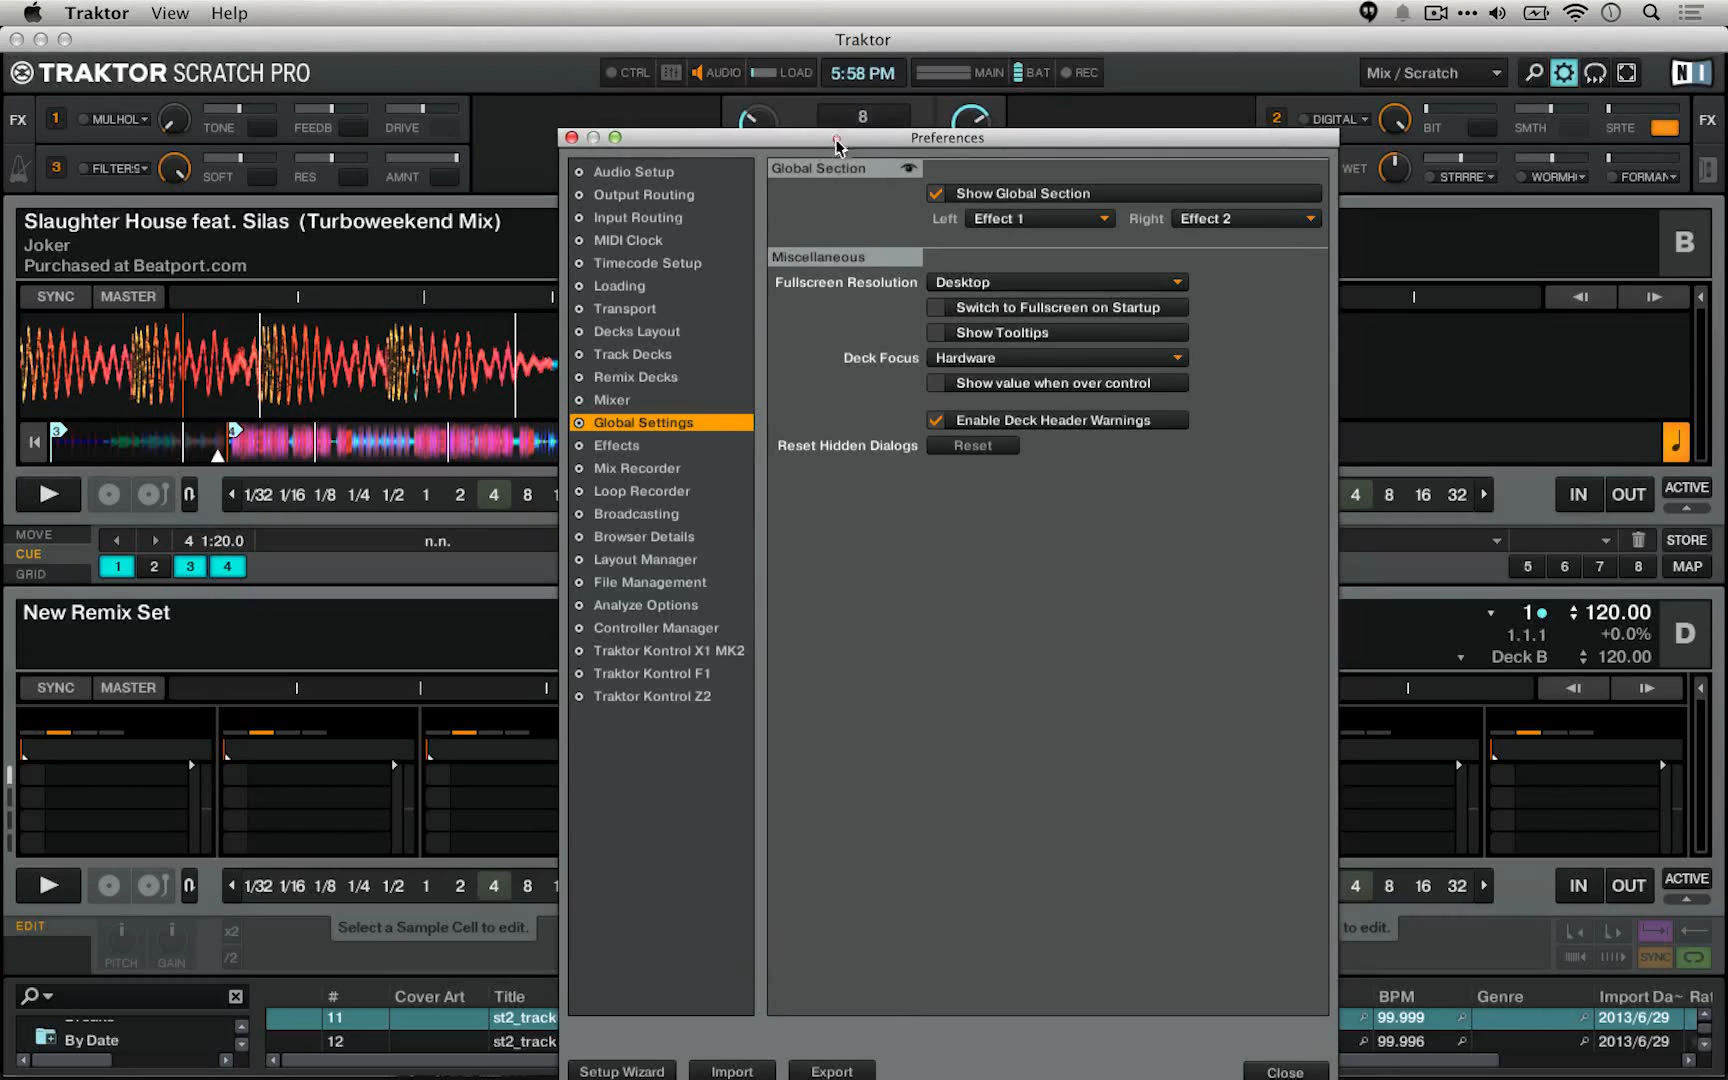 Traktor View Help
Traktor
TRAKTOR SCRATCH PRO CTRL AUDIO LOAD 5:58 PM MAIN BAT REC Mix / Scratch
FX 1 MULHOL TONE FEEDB DRIVE 8 2 DIGITAL BIT SMTH SRTE FX
3 FILTER:S SOFT RES AMNT WET STRRRE WORMH FORMAN
Preferences
Slaughter House feat. Silas (Turboweekend Mix)
Joker
Purchased at Beatport.com
B
SYNC MASTER
3 4
1/32 1/16 1/8 1/4 1/2 1 2 4 8 4 8 16 32 IN OUT ACTIVE
MOVE
CUE
GRID
4 1:20.0 n.n. STORE
1 2 3 4 5 6 7 8 MAP
New Remix Set
1 120.00
1.1.1 +0.0%
Deck B 120.00
D
SYNC MASTER
1/32 1/16 1/8 1/4 1/2 1 2 4 8 4 8 16 32 IN OUT ACTIVE
EDIT PITCH GAIN x2 /2 Select a Sample Cell to edit. to edit. SYNC
Audio Setup
Output Routing
Input Routing
MIDI Clock
Timecode Setup
Loading
Transport
Decks Layout
Track Decks
Remix Decks
Mixer
Global Settings
Effects
Mix Recorder
Loop Recorder
Broadcasting
Browser Details
Layout Manager
File Management
Analyze Options
Controller Manager
Traktor Kontrol X1 MK2
Traktor Kontrol F1
Traktor Kontrol Z2
Global Section
Show Global Section
Left Effect 1 Right Effect 2
Miscellaneous
Fullscreen Resolution Desktop
Switch to Fullscreen on Startup
Show Tooltips
Deck Focus Hardware
Show value when over control
Enable Deck Header Warnings
Reset Hidden Dialogs Reset
Setup Wizard Import Export Close
# Cover Art Title BPM Genre Import Da~ Rat
11 st2_track 99.999 2013/6/29
By Date 12 st2_track 99.996 2013/6/29